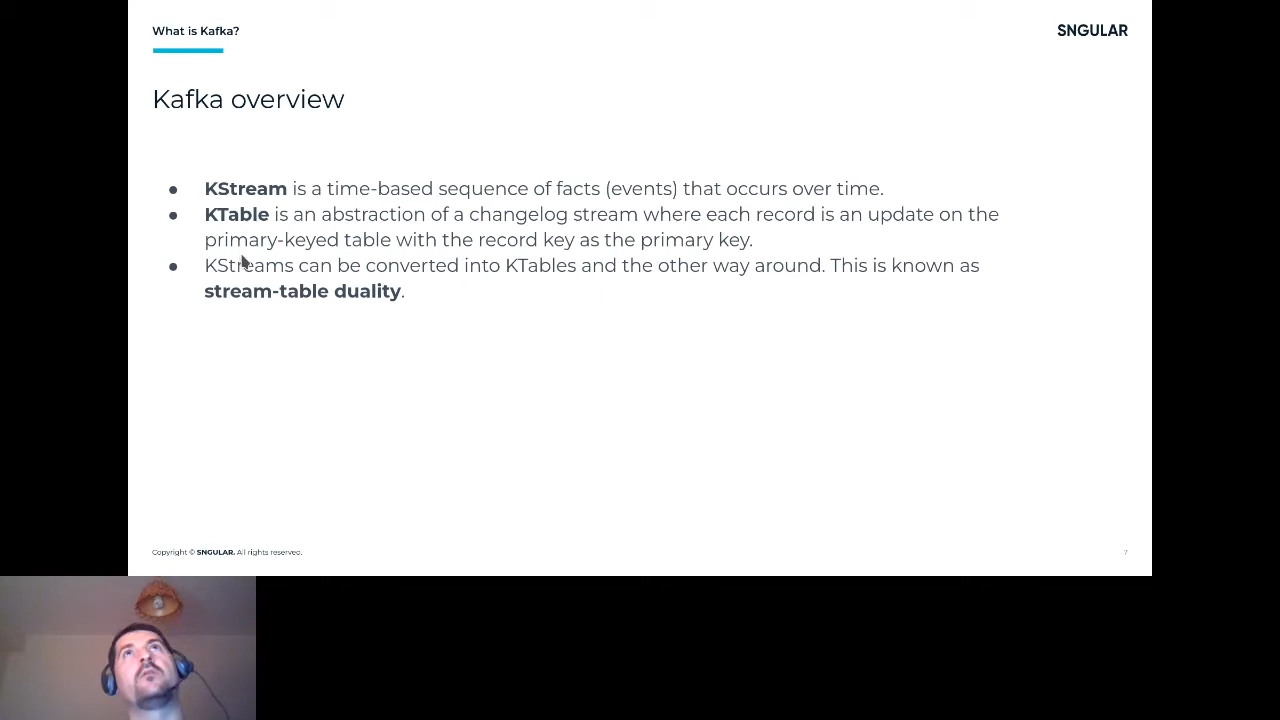 What is Kafka?
SNGULAR
Kafka overview
● KStream is a time-based sequence of facts (events) that occurs over time.
● KTable is an abstraction of a changelog stream where each record is an update on the
primary-keyed table with the record key as the primary key.
● KStreams can be converted into KTables and the other way around. This is known as
stream-table duality.
Copyright © SNGULAR. All rights reserved.
7